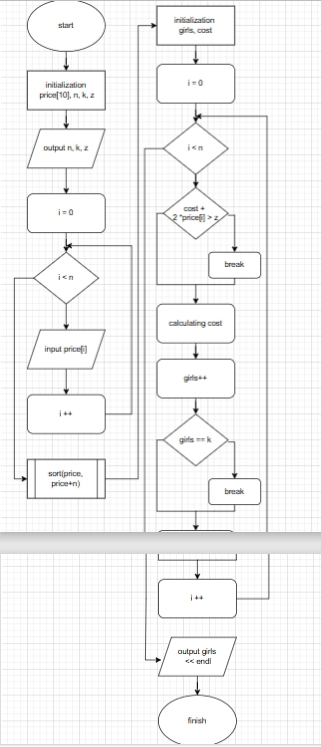 start
initialization
price[10], n, k, z
output n, k, z
i = 0
i < n
input price[i]
i ++
sort(price,
price+n)
initialization
girls, cost
i = 0
i < n
cost +
2 *price[i] > z
break
calculating cost
girls++
girls == k
break
i ++
output girls
<< endl
finish